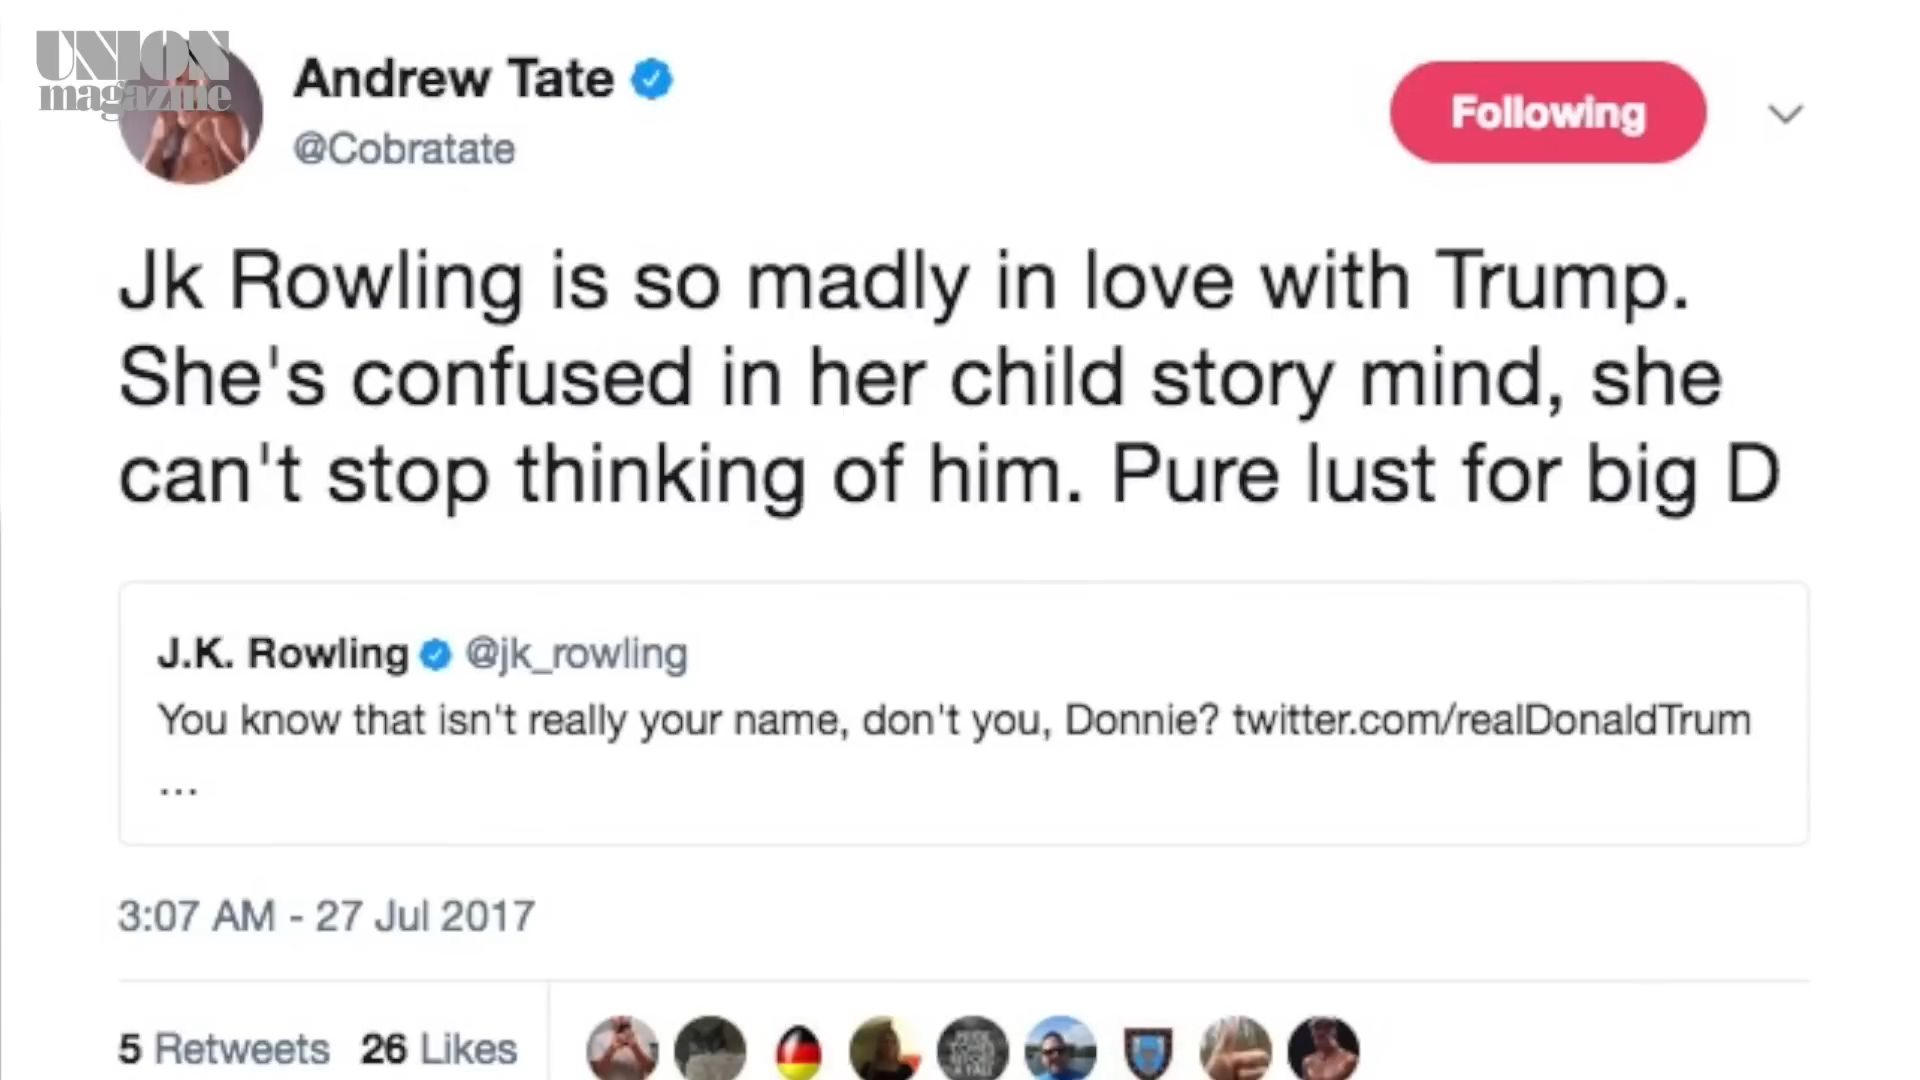 UNION
magazine
Andrew Tate
@Cobratate
Following
Jk Rowling is so madly in love with Trump.
She's confused in her child story mind, she
can't stop thinking of him. Pure lust for big D
J.K. Rowling @jk_rowling
You know that isn't really your name, don't you, Donnie? twitter.com/realDonaldTrum
...
3:07 AM - 27 Jul 2017
5 Retweets 26 Likes